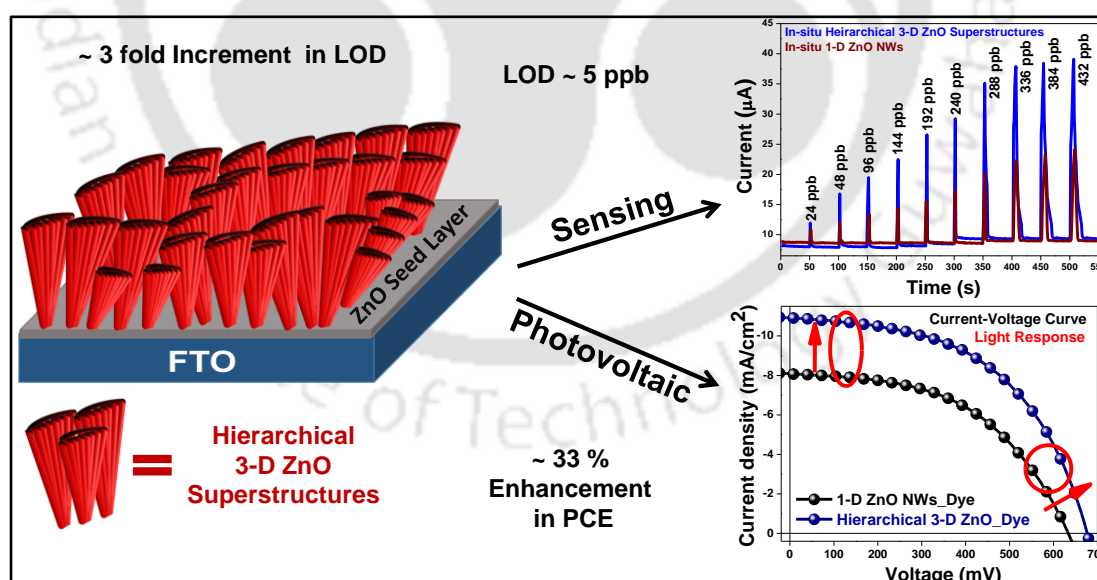 ~ 3 fold Increment in LOD
LOD ~ 5 ppb
ZnO Seed Layer
FTO
=
Hierarchical
3-D ZnO
Superstructures
Sensing
Photovoltaic
~ 33 %
Enhancement
in PCE
In-situ Heirarchical 3-D ZnO Superstructures
In-situ 1-D ZnO NWs
24 ppb
48 ppb
96 ppb
144 ppb
192 ppb
240 ppb
288 ppb
336 ppb
384 ppb
432 ppb
45
40
35
30
25
20
15
10
Current (µA)
0 50 100 150 200 250 300 350 400 450 500
Time (s)
Current-Voltage Curve
Light Response
-10
-8
-6
-4
-2
0
Current density (mA/cm²)
1-D ZnO NWs_Dye
Hierarchical 3-D ZnO_Dye
0 100 200 300 400 500 600
Voltage (mV)
of Technology